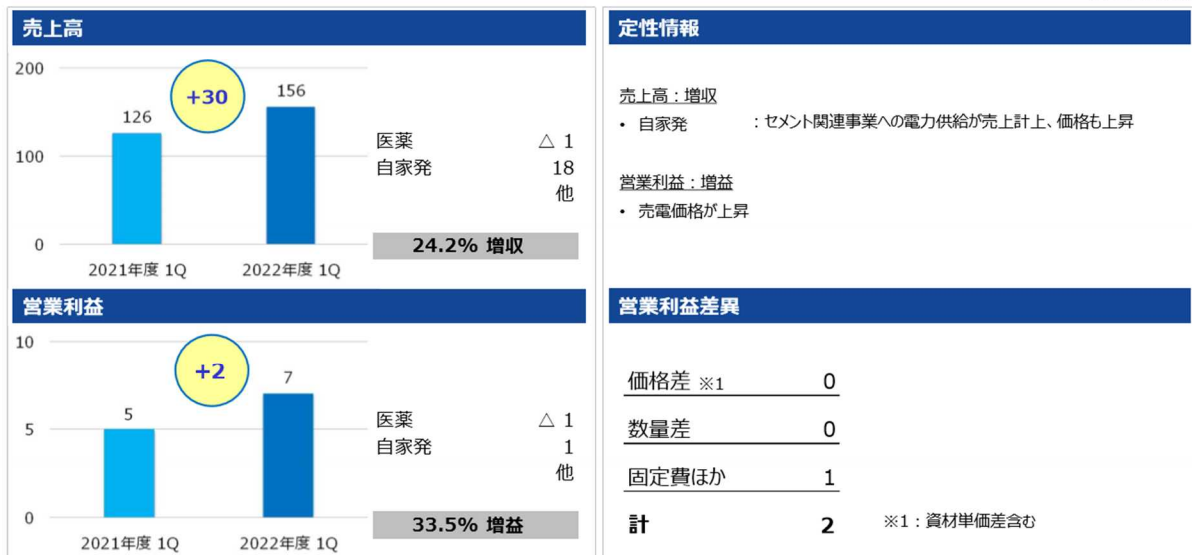 売上高
200
100
0
126
+30
156
2021年度 1Q
2022年度 1Q
医薬 △ 1
自家発 18
他
24.2% 増収
定性情報
売上高：増収
• 自家発 ：セメント関連事業への電力供給が売上計上、価格も上昇
営業利益：増益
• 売電価格が上昇
営業利益
10
5
0
5
+2
7
2021年度 1Q
2022年度 1Q
医薬 △ 1
自家発 1
他
33.5% 増益
営業利益差異
価格差 ※1 0
数量差 0
固定費ほか 1
計 2
※1：資材単価差含む